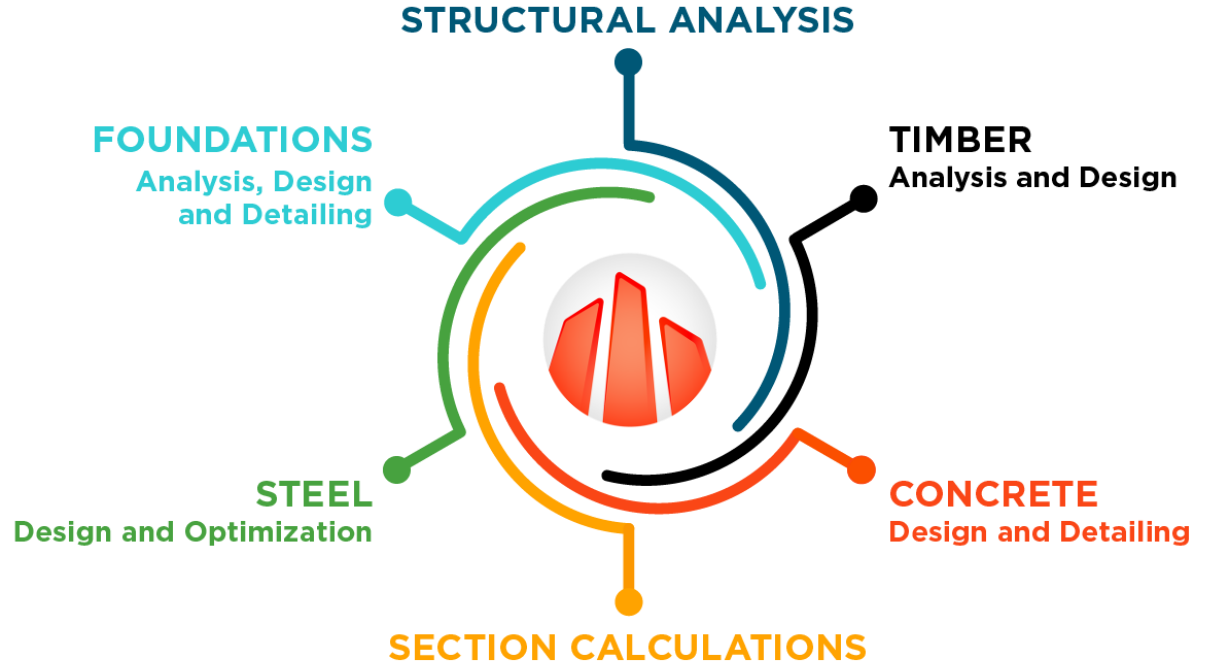 STRUCTURAL ANALYSIS
FOUNDATIONS
Analysis, Design
and Detailing
TIMBER
Analysis and Design
STEEL
Design and Optimization
CONCRETE
Design and Detailing
SECTION CALCULATIONS